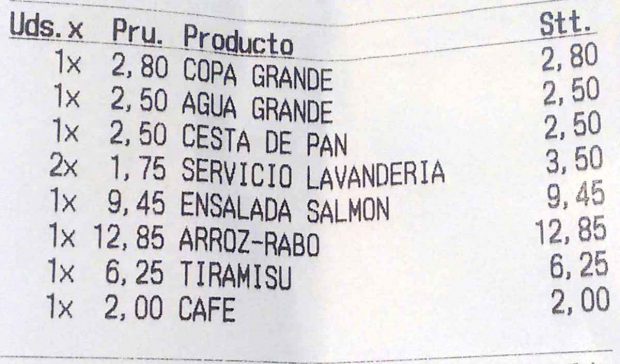 Uds. x Pru. Producto Stt.
1x 2,80 COPA GRANDE 2,80
1x 2,50 AGUA GRANDE 2,50
1x 2,50 CESTA DE PAN 2,50
2x 1,75 SERVICIO LAVANDERIA 3,50
1x 9,45 ENSALADA SALMON 9,45
1x 12,85 ARROZ-RABO 12,85
1x 6,25 TIRAMISU 6,25
1x 2,00 CAFE 2,00